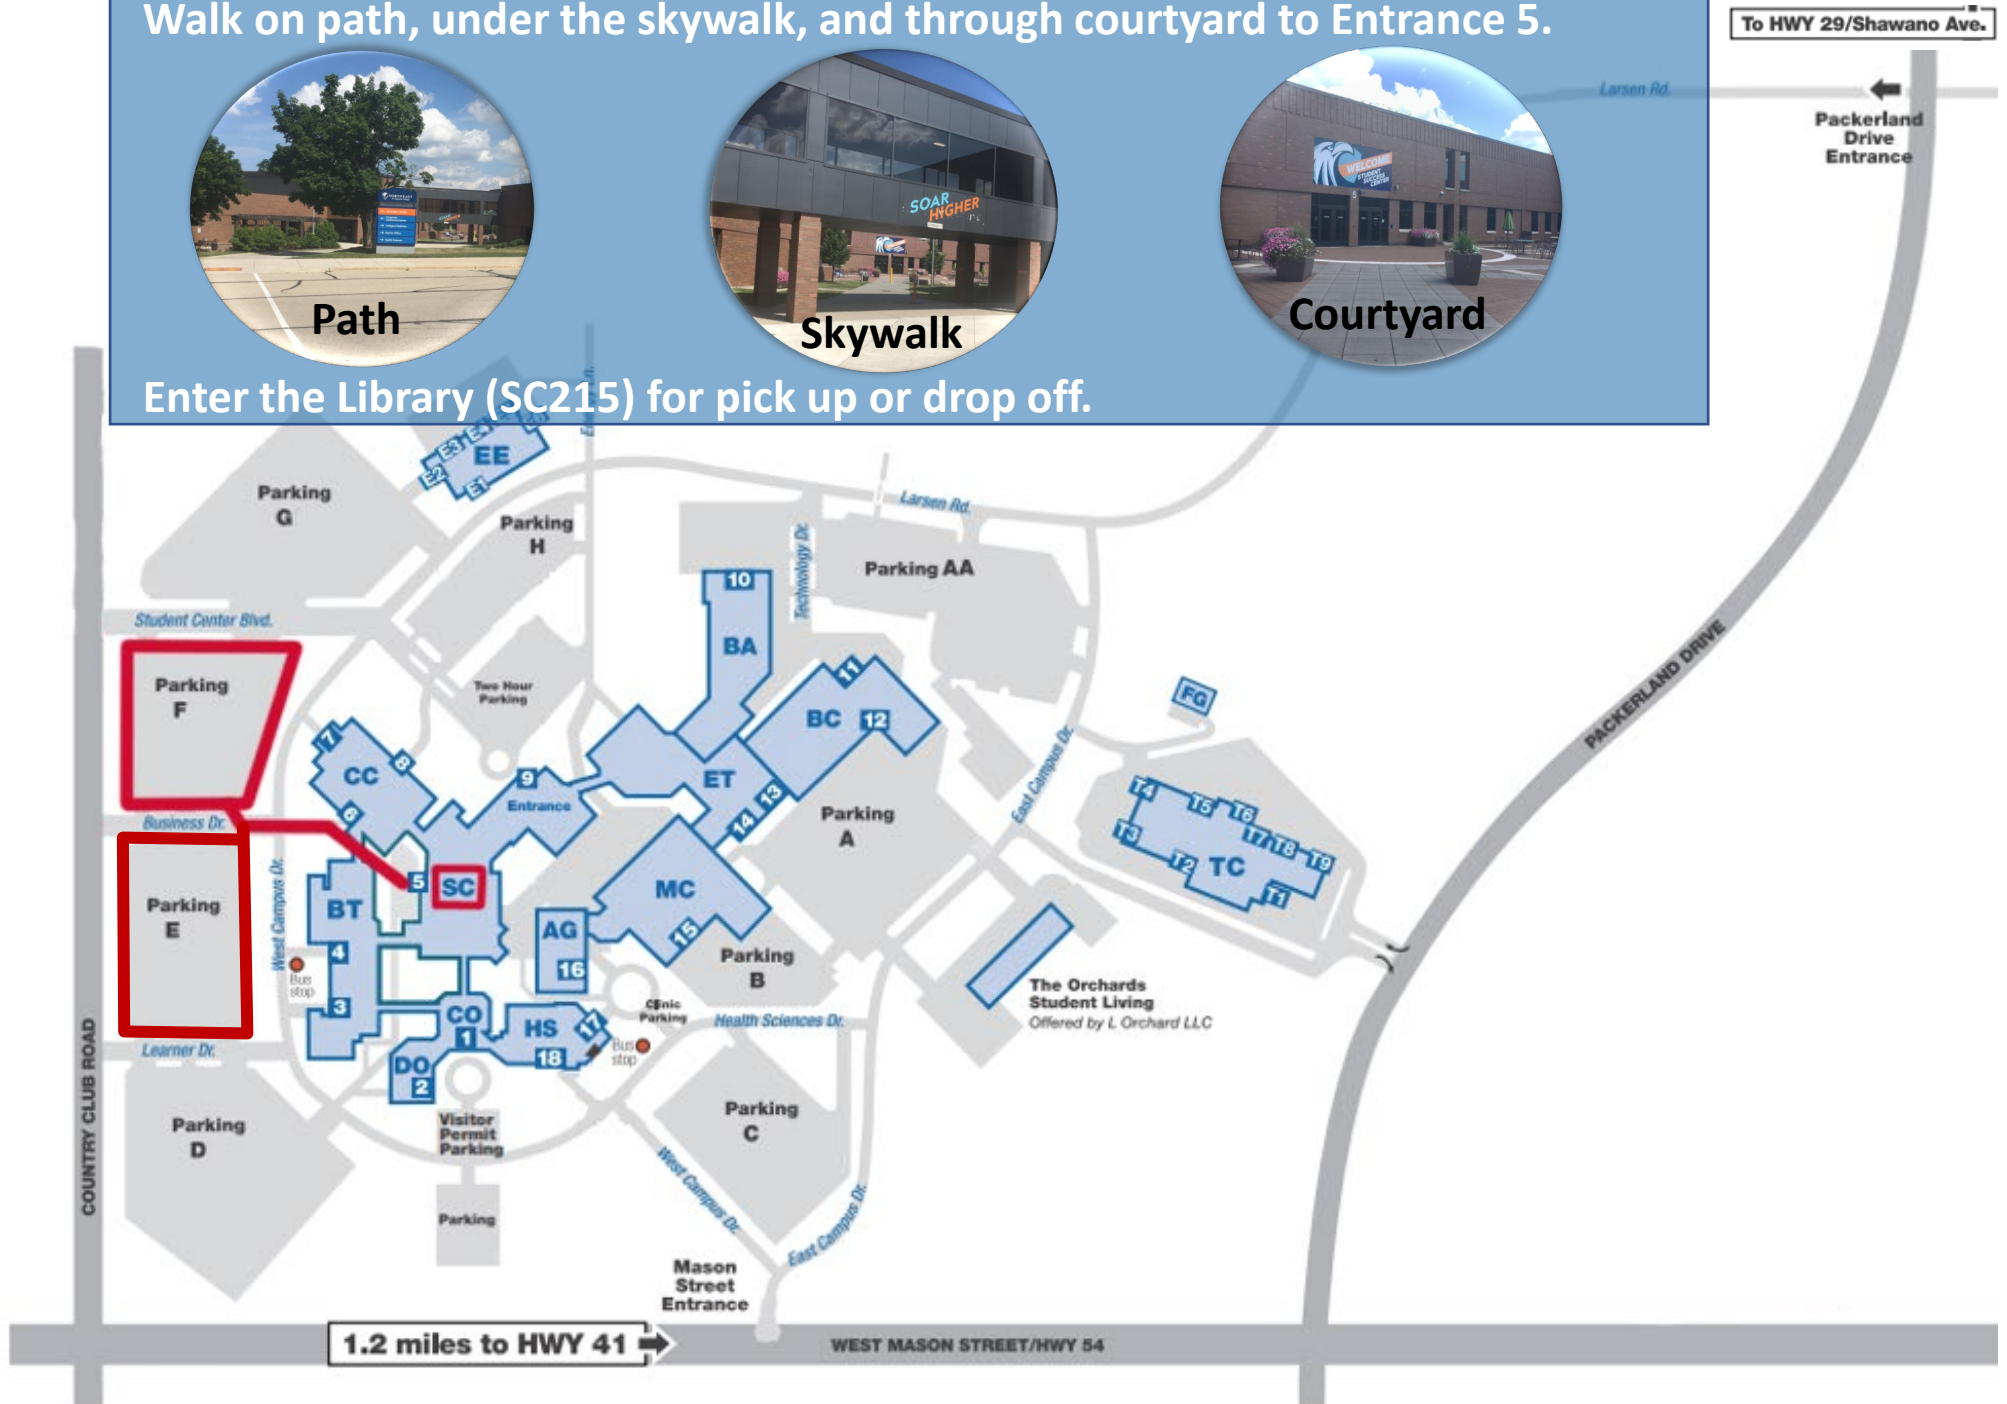 Walk on path, under the skywalk, and through courtyard to Entrance 5.
To HWY 29/Shawano Ave.
Larsen Rd.
Packerland
Drive
Entrance
SOAR
HIGHER
WELCOME
STUDENT
SUCCESS
CENTER
5
Path
Skywalk
Courtyard
Enter the Library (SC215) for pick up or drop off.
E3
E2
E1
EE
Parking
G
Parking
H
Larsen Rd.
Technology Dr.
Parking AA
10
BA
Student Center Blvd.
Parking
F
Two Hour
Parking
11
BC
12
FG
PACKERLAND DRIVE
7
8
CC
6
9
Entrance
ET
13
14
Parking
A
East Campus Dr.
T4
T5
T6
T3
T7
T8
T9
T2
TC
T1
Business Dr.
Parking
E
West Campus Dr.
5
SC
BT
4
3
MC
15
AG
16
Parking
B
Bus
stop
CO
1
HS
17
18
Bus
stop
Clinic
Parking
Health Sciences Dr.
The Orchards
Student Living
Offered by L Orchard LLC
Learner Dr.
DO
2
COUNTRY CLUB ROAD
Parking
D
Visitor
Permit
Parking
Parking
C
West Campus Dr.
East Campus Dr.
Parking
Mason
Street
Entrance
1.2 miles to HWY 41
WEST MASON STREET/HWY 54